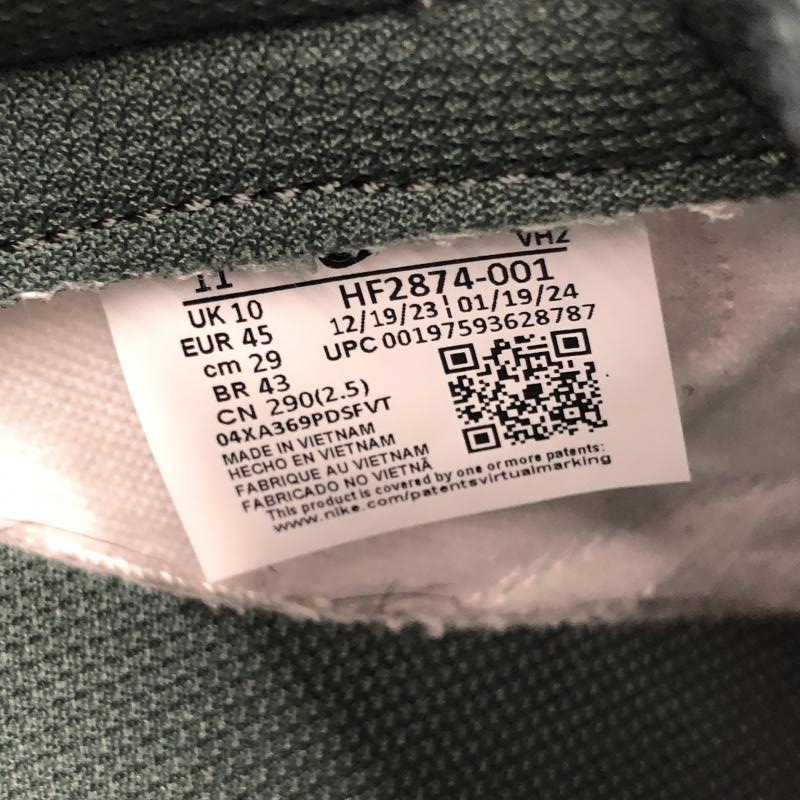 11
VH2
UK 10
EUR 45
cm 29
BR 43
CN 290(2.5)
HF2874-001
12/19/23 | 01/19/24
UPC 00197593628787
04XA369PDSFVT
MADE IN VIETNAM
HECHO EN VIETNAM
FABRIQUE AU VIETNAM
FABRICADO NO VIETNÃ
This product is covered by one or more patents:
www.nike.com/patentsvirtualmarking